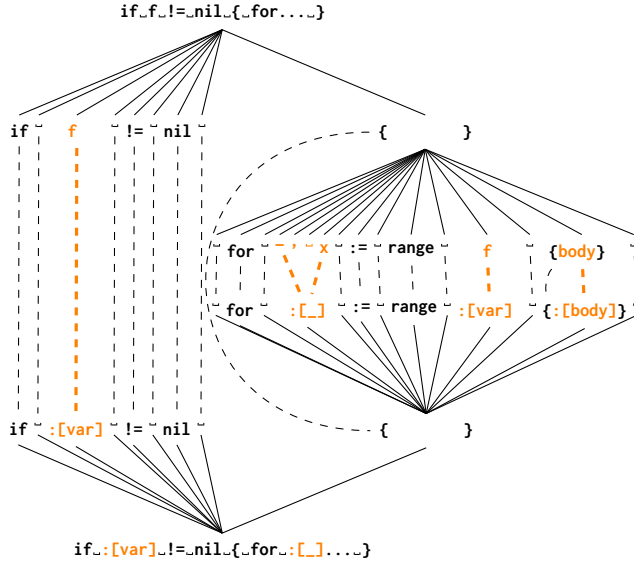 if␣f␣!=␣nil␣{␣for...␣}
if␣f␣!=␣nil␣{ }
␣for␣_,␣x␣:=␣range␣f␣{body}␣
␣for␣:[_]␣:=␣range␣:[var]␣{:[body]}␣
if␣:[var]␣!=␣nil␣{ }
if␣:[var]␣!=␣nil␣{␣for␣:[_]...␣}